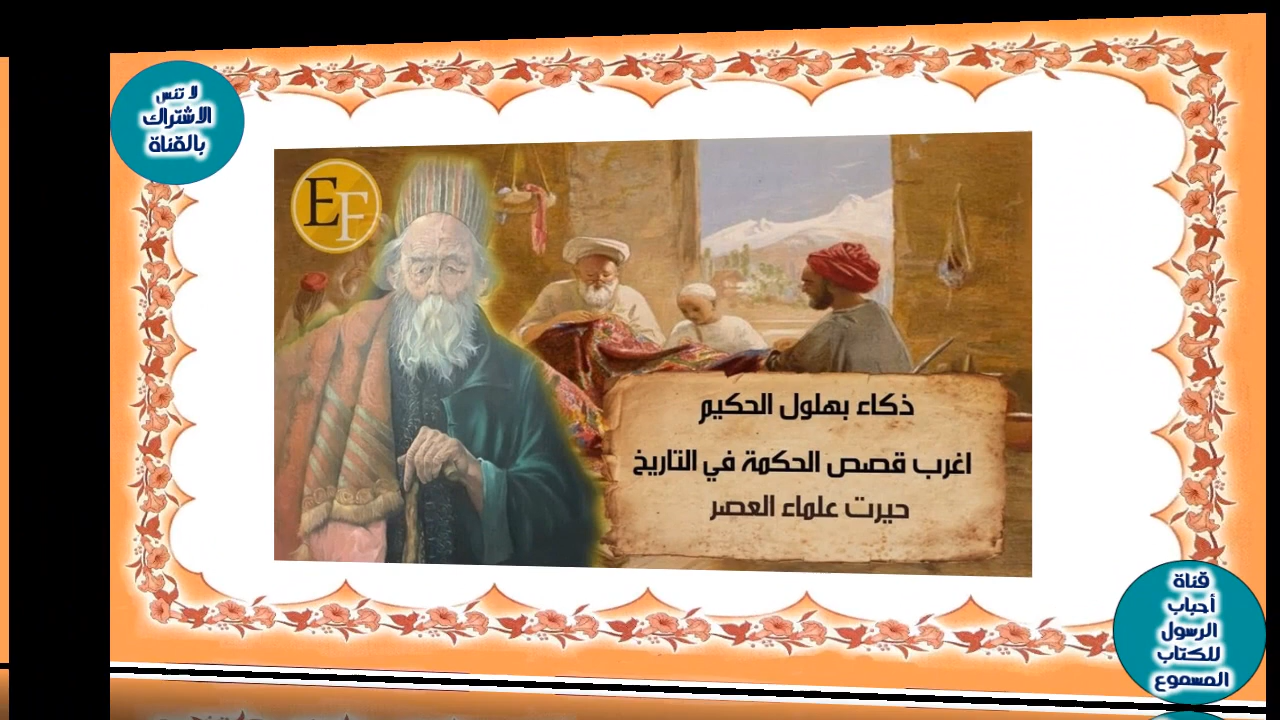 لا تنس
الاشتراك
بالقناة
EF
ذكاء بهلول الحكيم
اغرب قصص الحكمة في التاريخ
حيرت علماء العصر
قناة
أحباب
الرسول
للكتاب
المسموع